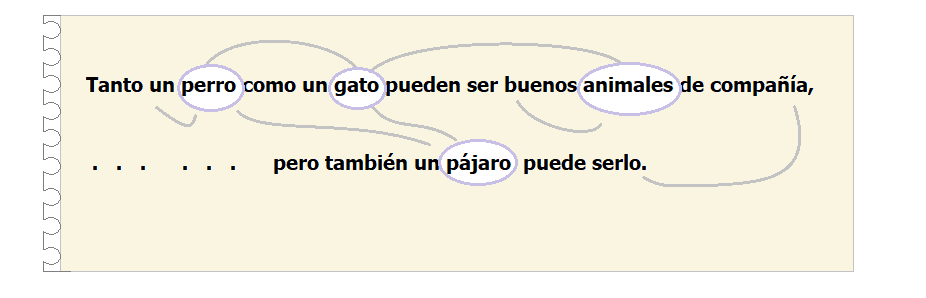 Tanto un perro como un gato pueden ser buenos animales de compañía,
. . . . . . pero también un pájaro puede serlo.